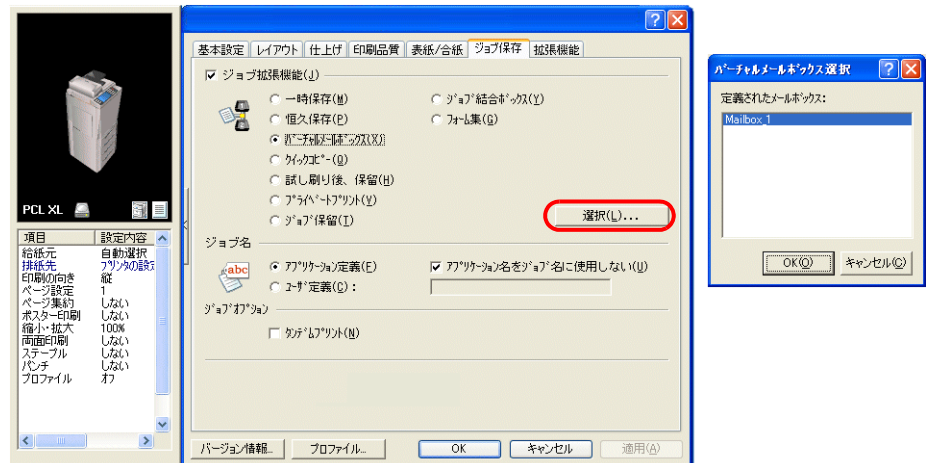 PCL XL
項目 設定内容
給紙元 自動選択
排紙先 プリンタの設定
印刷の向き 縦
ページ設定 1
ページ集約 しない
ポスター印刷 しない
縮小・拡大 100%
両面印刷 しない
ステープル しない
パンチ しない
プロファイル オフ
基本設定 レイアウト 仕上げ 印刷品質 表紙/合紙 ジョブ保存 拡張機能
ジョブ拡張機能(J)
一時保存(M)
恒久保存(P)
バーチャルメールボックス(X)
クイックコピー(Q)
試し刷り後、保留(H)
プライベートプリント(Y)
ジョブ保留(T)
ジョブ結合ボックス(Y)
フォーム集(G)
選択(L)...
ジョブ名
アプリケーション定義(F)
ユーザ定義(C):
アプリケーション名をジョブ名に使用しない(U)
ジョブオプション
タンデムプリント(N)
バージョン情報... プロファイル... OK キャンセル 適用(A)
バーチャルメールボックス選択
定義されたメールボックス:
Mailbox_1
OK(O) キャンセル(C)